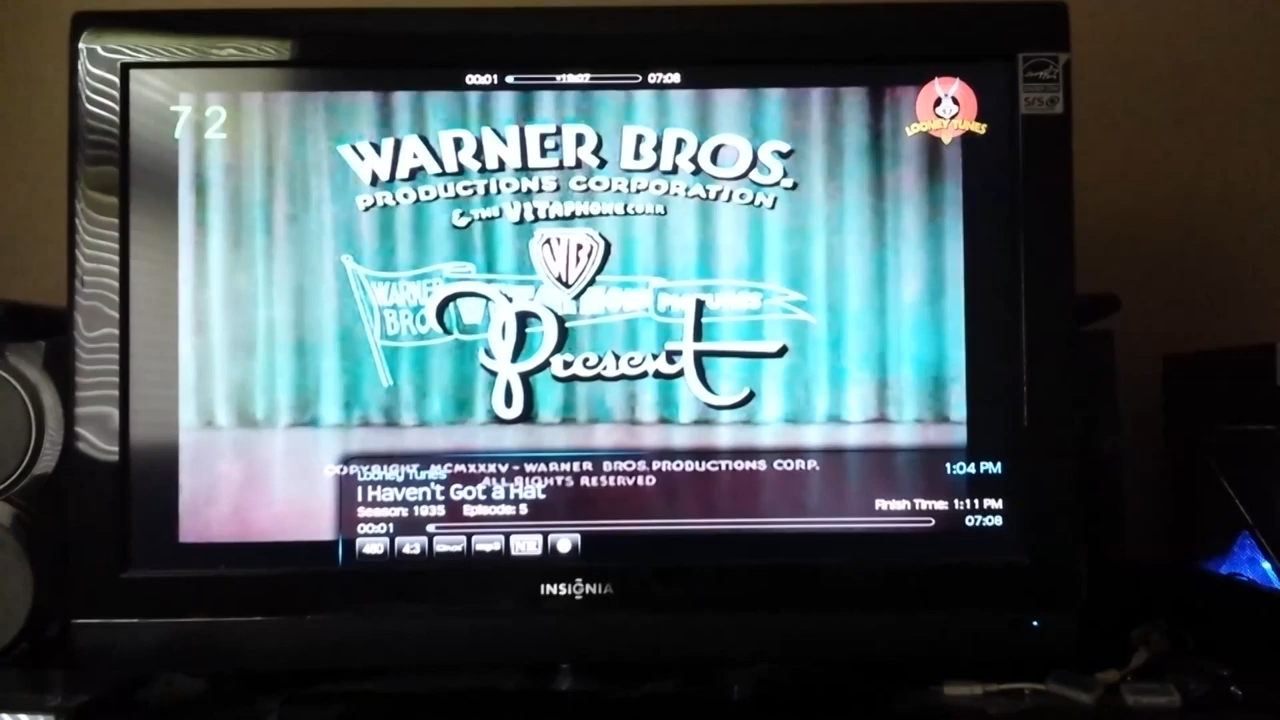 00:01
07:08
72
LOONEY TUNES
WARNER BROS.
PRODUCTIONS CORPORATION
& THE VITAPHONE CORP.
WB
WARNER
BROS
PICTURES
Present
COPYRIGHT MCMXXXV - WARNER BROS. PRODUCTIONS CORP.
ALL RIGHTS RESERVED
Looney Tunes
1:04 PM
I Haven't Got a Hat
Season: 1935 Episode: 5
Finish Time: 1:11 PM
00:01
07:08
480 4:3 mp3
INSIGNIA